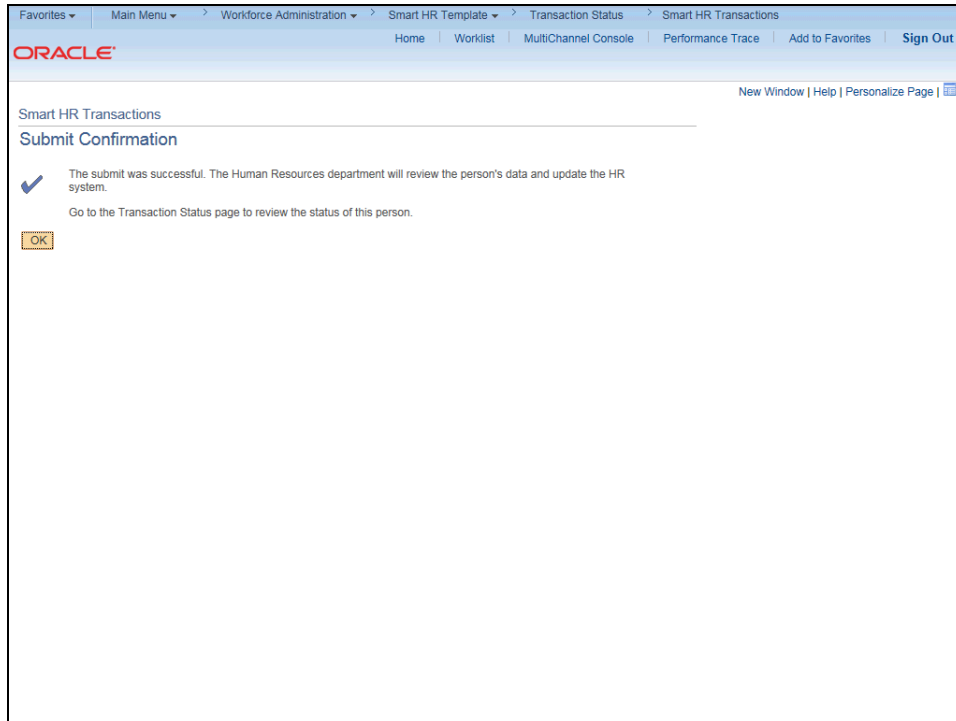 Favorites Main Menu > Workforce Administration > Smart HR Template > Transaction Status > Smart HR Transactions
Home Worklist MultiChannel Console Performance Trace Add to Favorites Sign Out
ORACLE
New Window | Help | Personalize Page |
Smart HR Transactions
Submit Confirmation
The submit was successful. The Human Resources department will review the person's data and update the HR
system.
Go to the Transaction Status page to review the status of this person.
OK